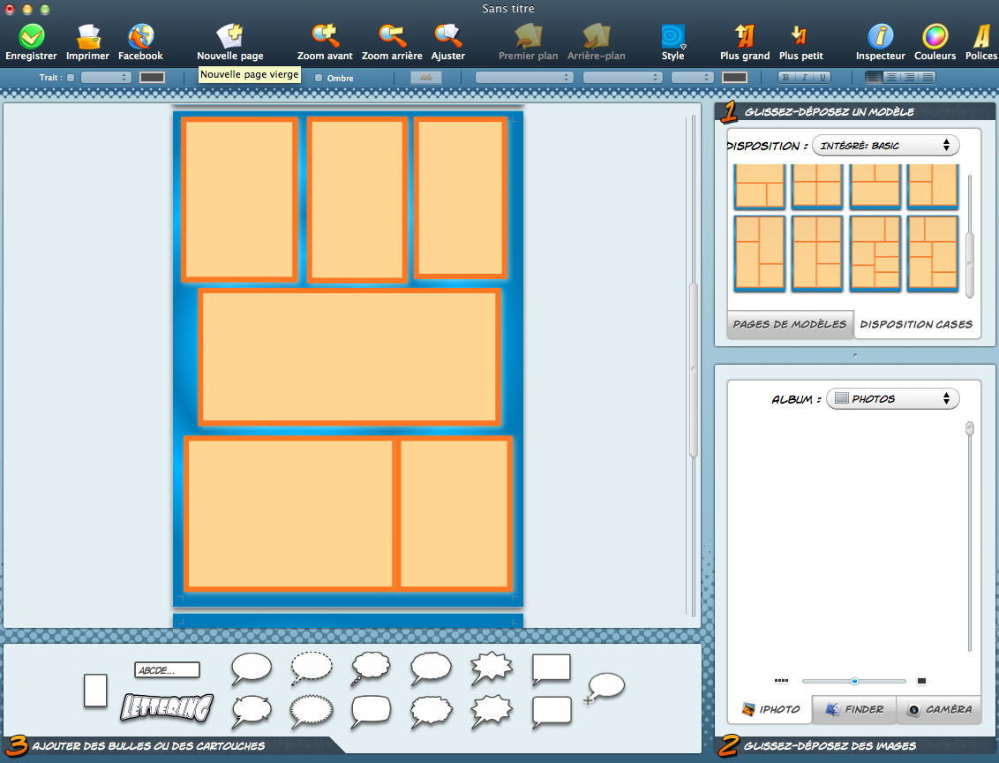 Sans titre
Enregistrer Imprimer Facebook Nouvelle page Zoom avant Zoom arrière Ajuster Premier plan Arrière-plan Style Plus grand Plus petit Inspecteur Couleurs Polices
Trait : Nouvelle page vierge Ombre B I U
1 GLISSEZ-DÉPOSEZ UN MODÈLE
DISPOSITION : INTÉGRÉ: BASIC
PAGES DE MODÈLES DISPOSITION CASES
ALBUM : PHOTOS
ABCDE...
LETTERING
IPHOTO FINDER CAMÉRA
3 AJOUTER DES BULLES OU DES CARTOUCHES
2 GLISSEZ-DÉPOSEZ DES IMAGES